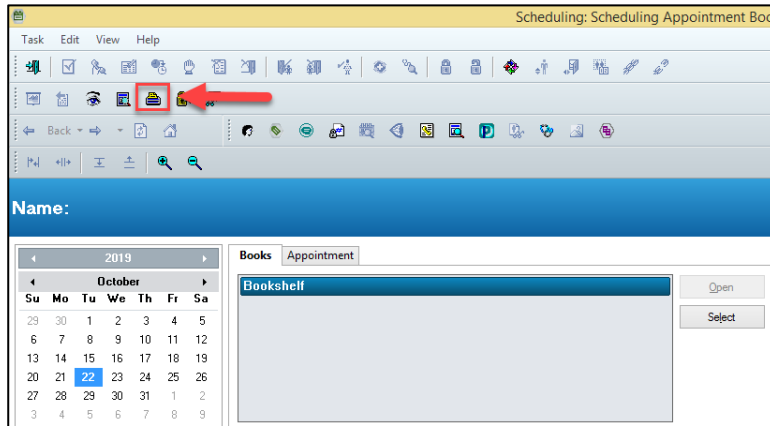 Scheduling: Scheduling Appointment Boo
Task Edit View Help
Back
P
Name:
2019
October
Su Mo Tu We Th Fr Sa
29 30 1 2 3 4 5
6 7 8 9 10 11 12
13 14 15 16 17 18 19
20 21 22 23 24 25 26
27 28 29 30 31 1 2
3 4 5 6 7 8 9
Books Appointment
Bookshelf
Open
Select